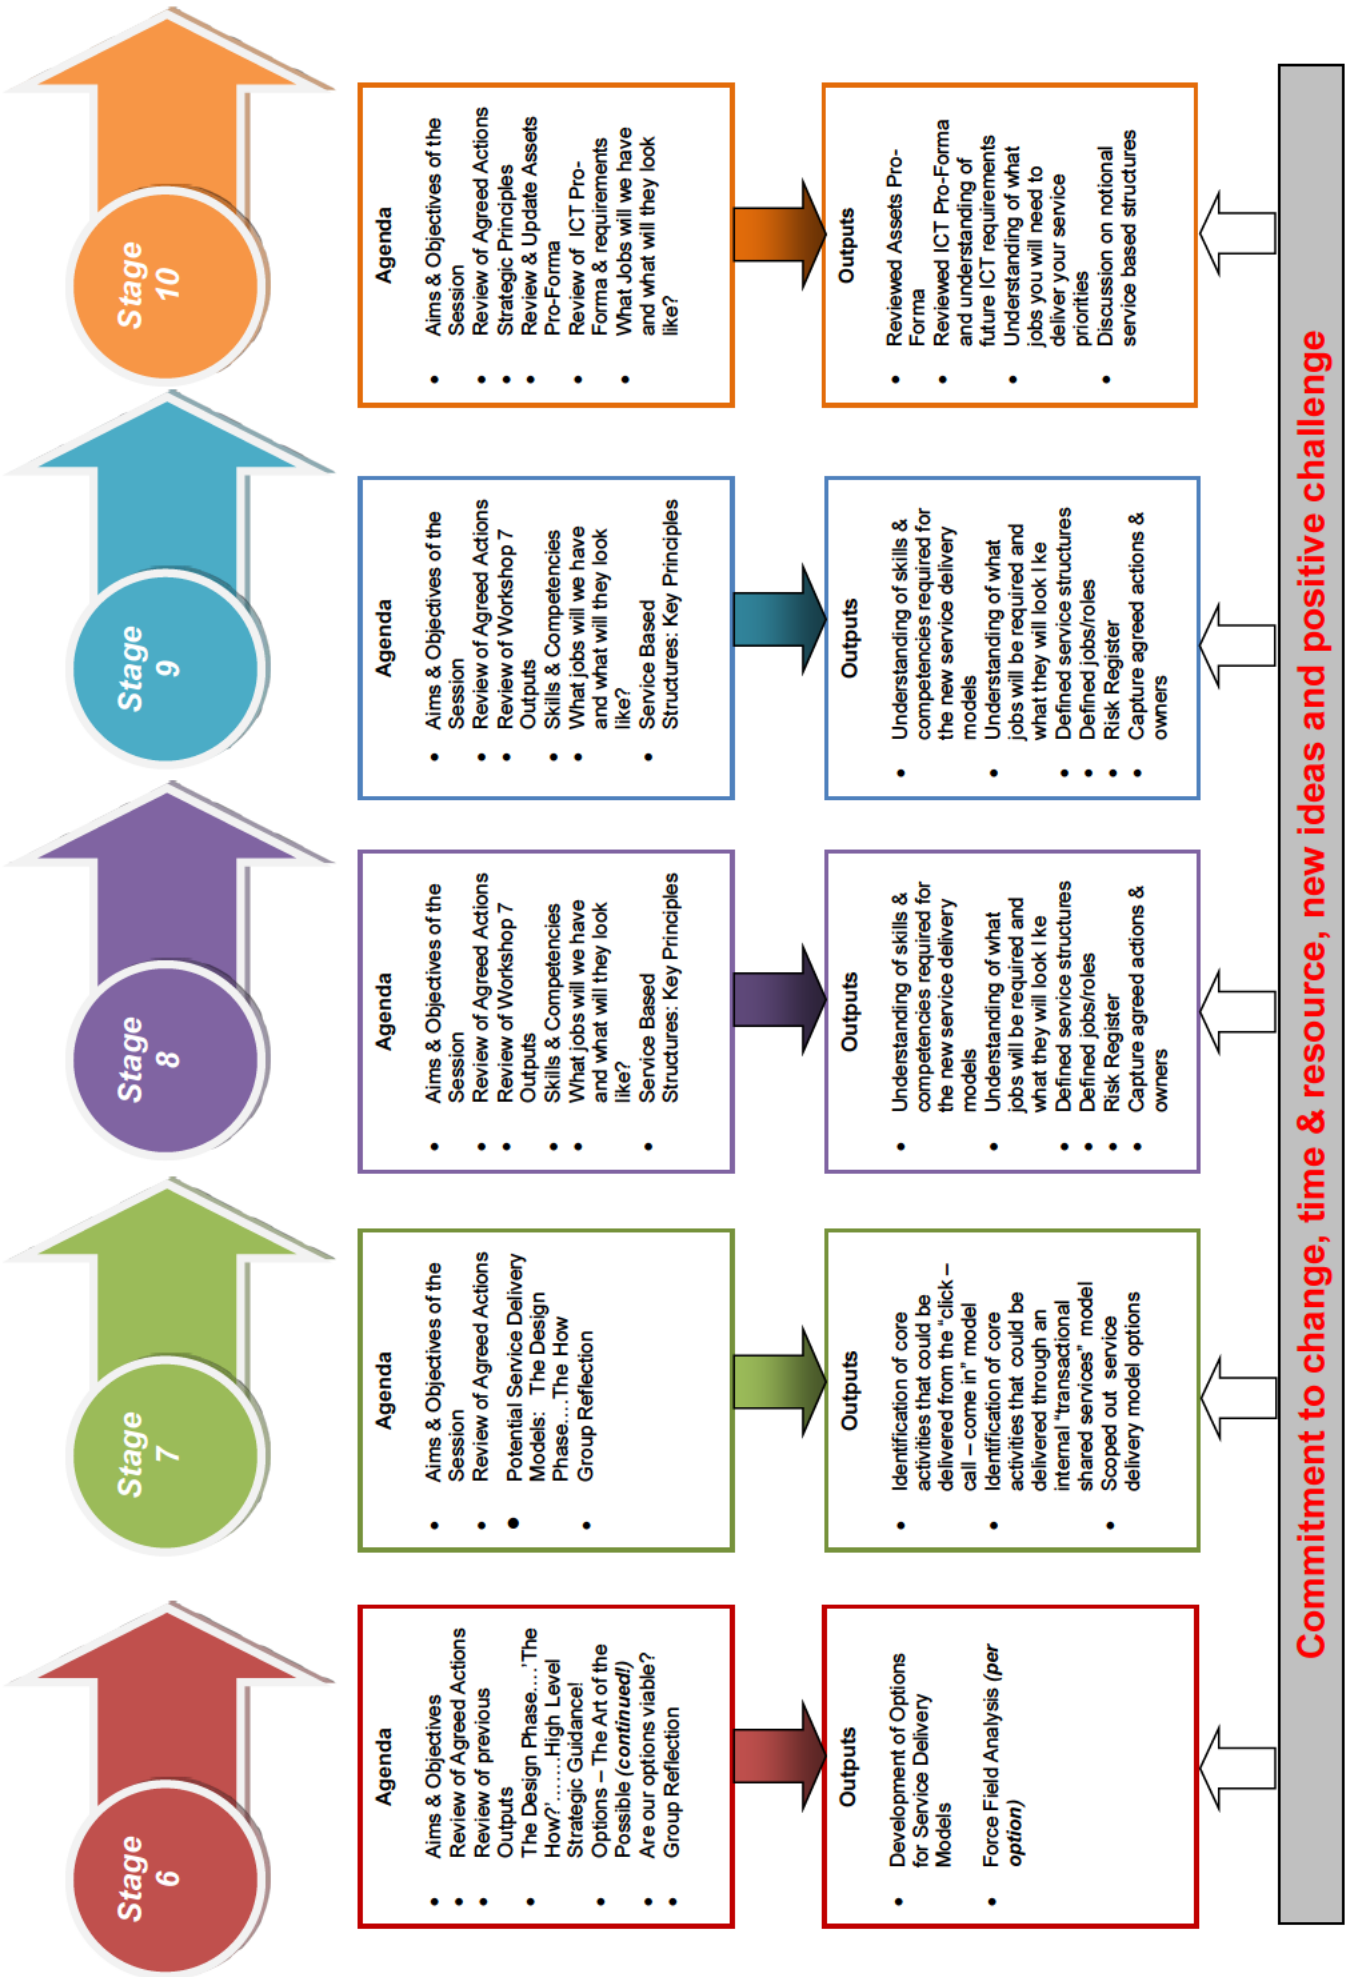 Stage
6
Agenda
• Aims & Objectives
• Review of Agreed Actions
• Review of previous
Outputs
• The Design Phase....'The
How?'.......High Level
Strategic Guidance!
• Options – The Art of the
Possible (continued!)
• Are our options viable?
• Group Reflection
Outputs
• Development of Options
for Service Delivery
Models
• Force Field Analysis (per
option)
Stage
7
Agenda
• Aims & Objectives of the
Session
• Review of Agreed Actions
• Potential Service Delivery
Models: The Design
Phase....The How
• Group Reflection
Outputs
• Identification of core
activities that could be
delivered from the "click –
call – come in" model
• Identification of core
activities that could be
delivered through an
internal "transactional
shared services" model
• Scoped out service
delivery model options
Stage
8
Agenda
• Aims & Objectives of the
Session
• Review of Agreed Actions
• Review of Workshop 7
Outputs
• Skills & Competencies
• What jobs will we have
and what will they look
like?
• Service Based
Structures: Key Principles
Outputs
• Understanding of skills &
competencies required for
the new service delivery
models
• Understanding of what
jobs will be required and
what they will look l ke
• Defined service structures
• Defined jobs/roles
• Risk Register
• Capture agreed actions &
owners
Stage
9
Agenda
• Aims & Objectives of the
Session
• Review of Agreed Actions
• Review of Workshop 7
Outputs
• Skills & Competencies
• What jobs will we have
and what will they look
like?
• Service Based
Structures: Key Principles
Outputs
• Understanding of skills &
competencies required for
the new service delivery
models
• Understanding of what
jobs will be required and
what they will look l ke
• Defined service structures
• Defined jobs/roles
• Risk Register
• Capture agreed actions &
owners
Stage
10
Agenda
• Aims & Objectives of the
Session
• Review of Agreed Actions
• Strategic Principles
• Review & Update Assets
Pro-Forma
• Review of ICT Pro-
Forma & requirements
• What Jobs will we have
and what will they look
like?
Outputs
• Reviewed Assets Pro-
Forma
• Reviewed ICT Pro-Forma
and understanding of
future ICT requirements
• Understanding of what
jobs you will need to
deliver your service
priorities
• Discussion on notional
service based structures
Commitment to change, time & resource, new ideas and positive challenge